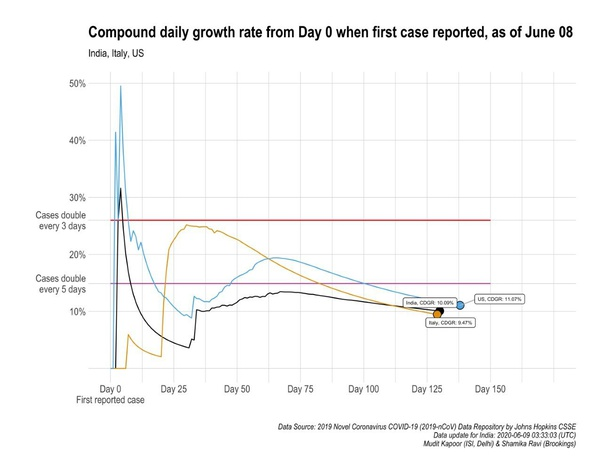 Compound daily growth rate from Day 0 when first case reported, as of June 08
India, Italy, US
50%
40%
30%
Cases double
every 3 days
20%
Cases double
every 5 days
10%
India, CDGR: 10.09%
US, CDGR: 11.07%
Italy, CDGR: 9.47%
Day 0
First reported case
Day 25
Day 50
Day 75
Day 100
Day 125
Day 150
Data Source: 2019 Novel Coronavirus COVID-19 (2019-nCoV) Data Repository by Johns Hopkins CSSE
Data update for India: 2020-06-09 03:33:03 (UTC)
Mudit Kapoor (ISI, Delhi) & Shamika Ravi (Brookings)